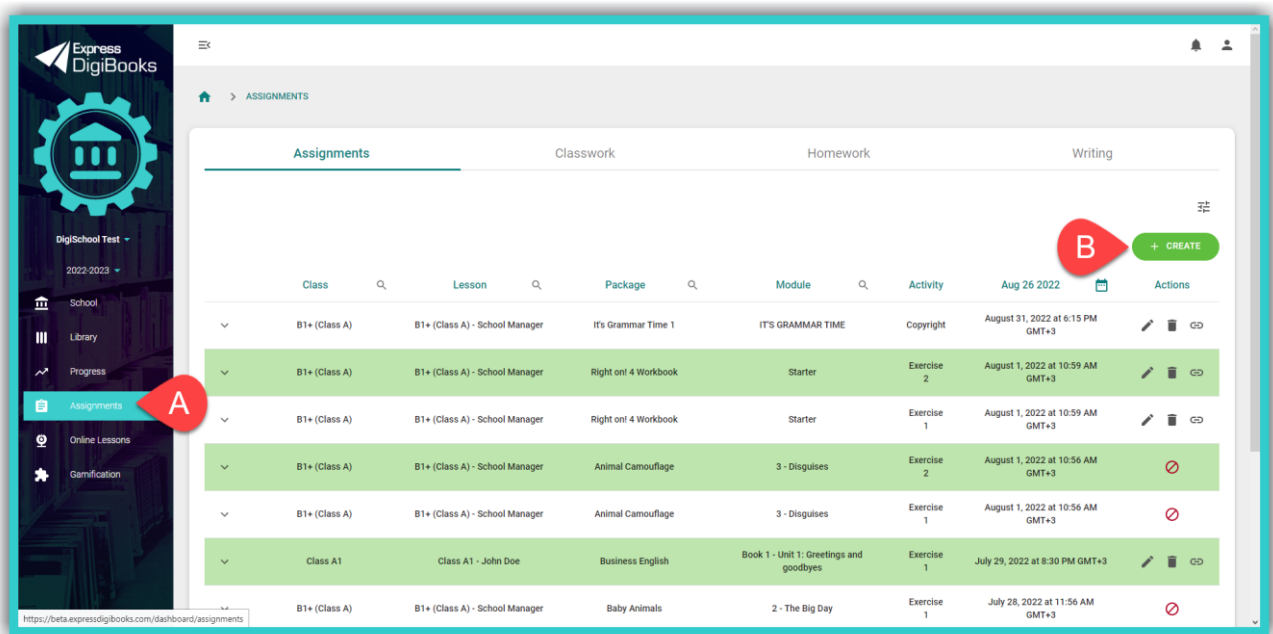 Express
DigiBooks
ASSIGNMENTS
Assignments Classwork Homework Writing
DigiSchool Test
2022-2023
School
Library
Progress
Assignments
Online Lessons
Gamification
A
B
+ CREATE
Class Lesson Package Module Activity Aug 26 2022 Actions
B1+ (Class A) B1+ (Class A) - School Manager It's Grammar Time 1 IT'S GRAMMAR TIME Copyright August 31, 2022 at 6:15 PM
GMT+3
B1+ (Class A) B1+ (Class A) - School Manager Right on! 4 Workbook Starter Exercise August 1, 2022 at 10:59 AM
2 GMT+3
B1+ (Class A) B1+ (Class A) - School Manager Right on! 4 Workbook Starter Exercise August 1, 2022 at 10:59 AM
1 GMT+3
B1+ (Class A) B1+ (Class A) - School Manager Animal Camouflage 3 - Disguises Exercise August 1, 2022 at 10:56 AM
2 GMT+3
B1+ (Class A) B1+ (Class A) - School Manager Animal Camouflage 3 - Disguises Exercise August 1, 2022 at 10:56 AM
1 GMT+3
Class A1 Class A1 - John Doe Business English Book 1 - Unit 1: Greetings and Exercise July 29, 2022 at 8:30 PM GMT+3
goodbyes 1
B1+ (Class A) B1+ (Class A) - School Manager Baby Animals 2 - The Big Day Exercise July 28, 2022 at 11:56 AM
1 GMT+3
https://beta.expressdigibooks.com/dashboard/assignments